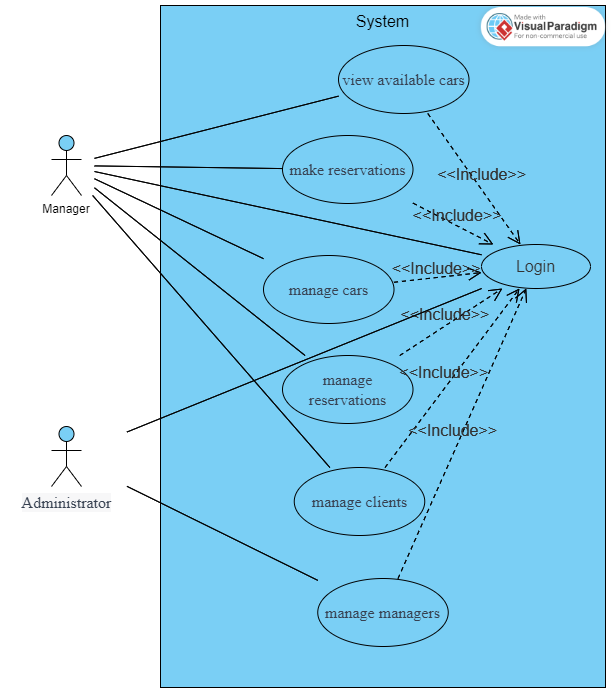 System
Made with
Visual Paradigm
For non-commercial use
view available cars
make reservations
<<Include>>
Manager
<<Include>>
Login
<<Include>>
manage cars
<<Include>>
manage
reservations
<<Include>>
<<Include>>
Administrator
manage clients
manage managers